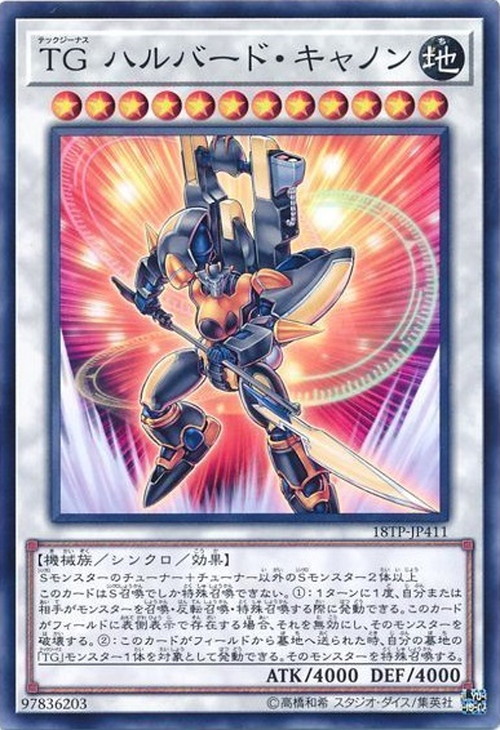 テックジーナス
TG ハルバード・キャノン
地
18TP-JP411
【機械族／シンクロ／効果】
Sモンスターのチューナー＋チューナー以外のSモンスター2体以上
このカードはS召喚でしか特殊召喚できない。①：1ターンに1度、自分または
相手がモンスターを召喚・反転召喚・特殊召喚する際に発動できる。このカード
がフィールドに表側表示で存在する場合、それを無効にし、そのモンスターを
破壊する。②：このカードがフィールドから墓地へ送られた時、自分の墓地の
「TG」モンスター1体を対象として発動できる。そのモンスターを特殊召喚する。
ATK/4000 DEF/4000
97836203
©高橋和希 スタジオ・ダイス/集英社